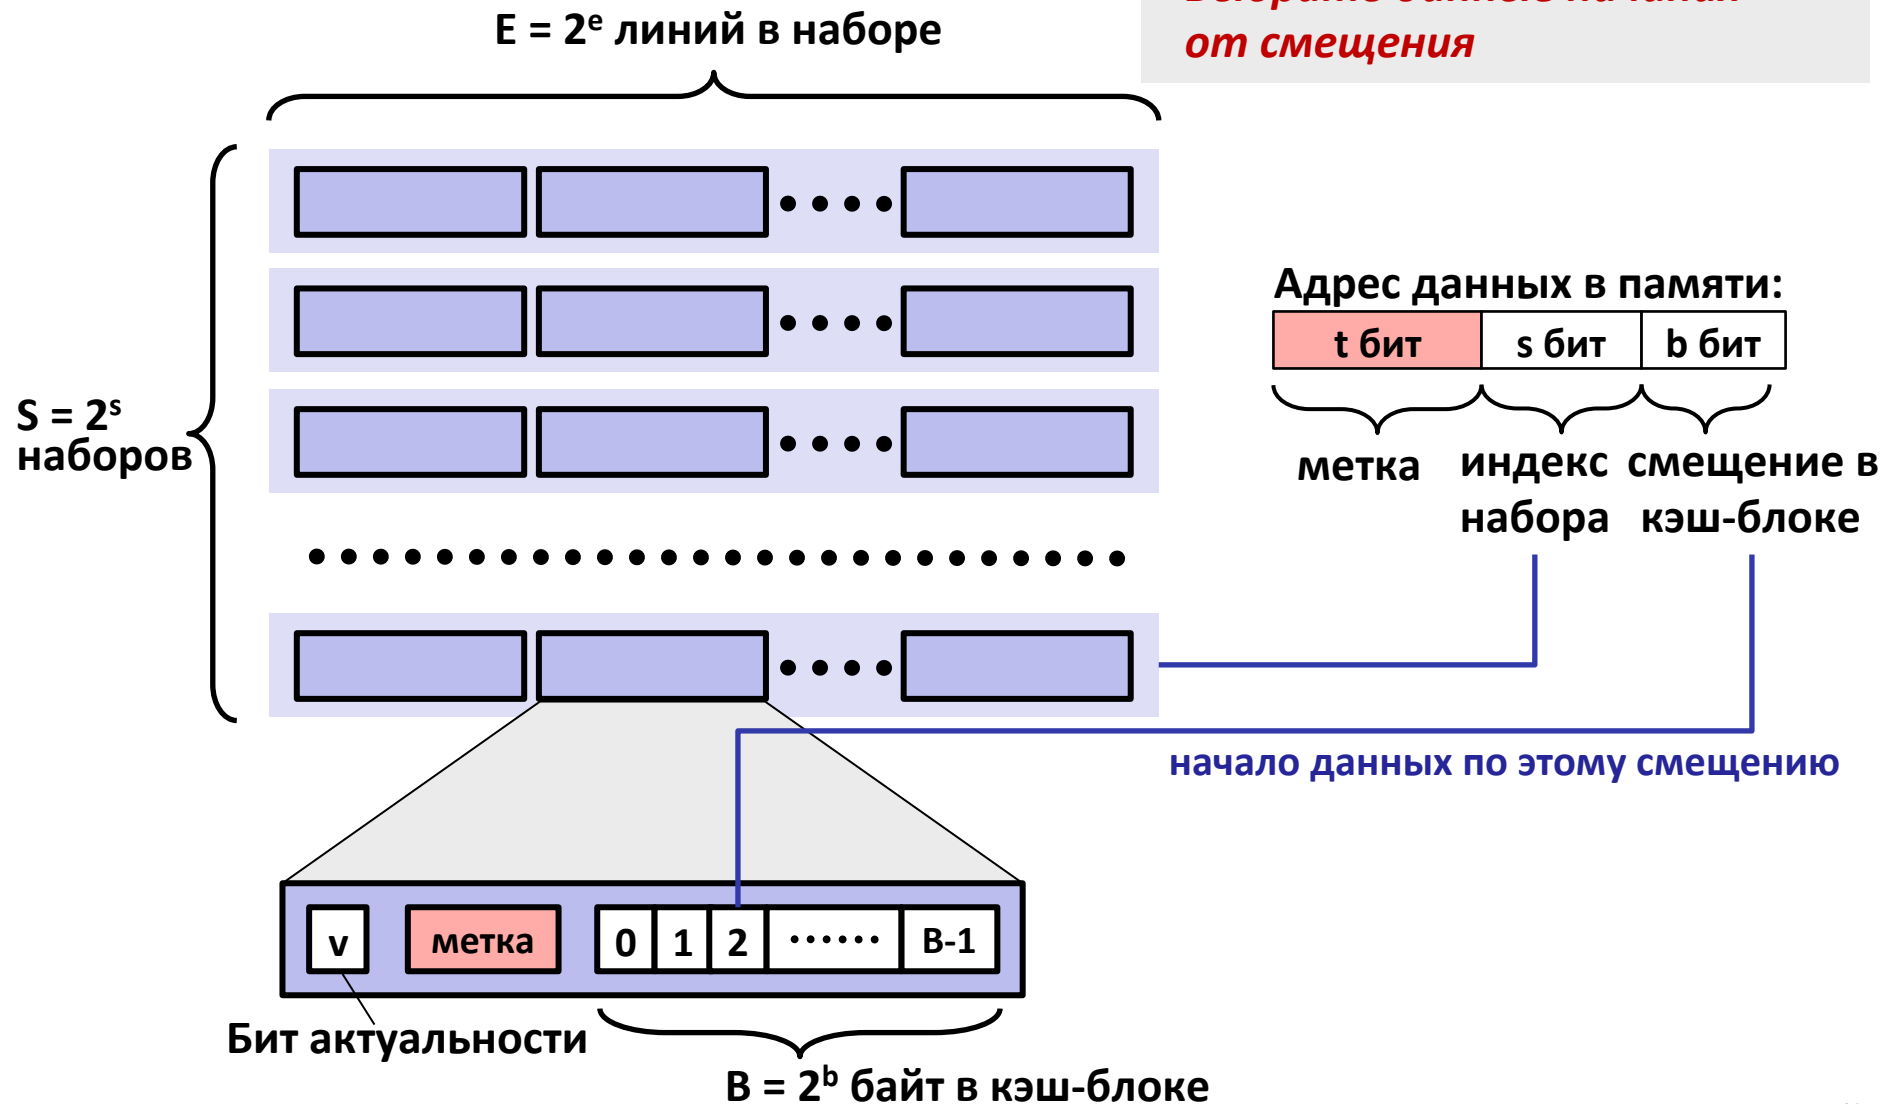 от смещения
E = 2ᵉ линий в наборе
S = 2ˢ
наборов
Адрес данных в памяти:
t бит s бит b бит
метка индекс смещение в
набора кэш-блоке
начало данных по этому смещению
v метка 0 1 2 ······ B-1
Бит актуальности
B = 2ᵇ байт в кэш-блоке